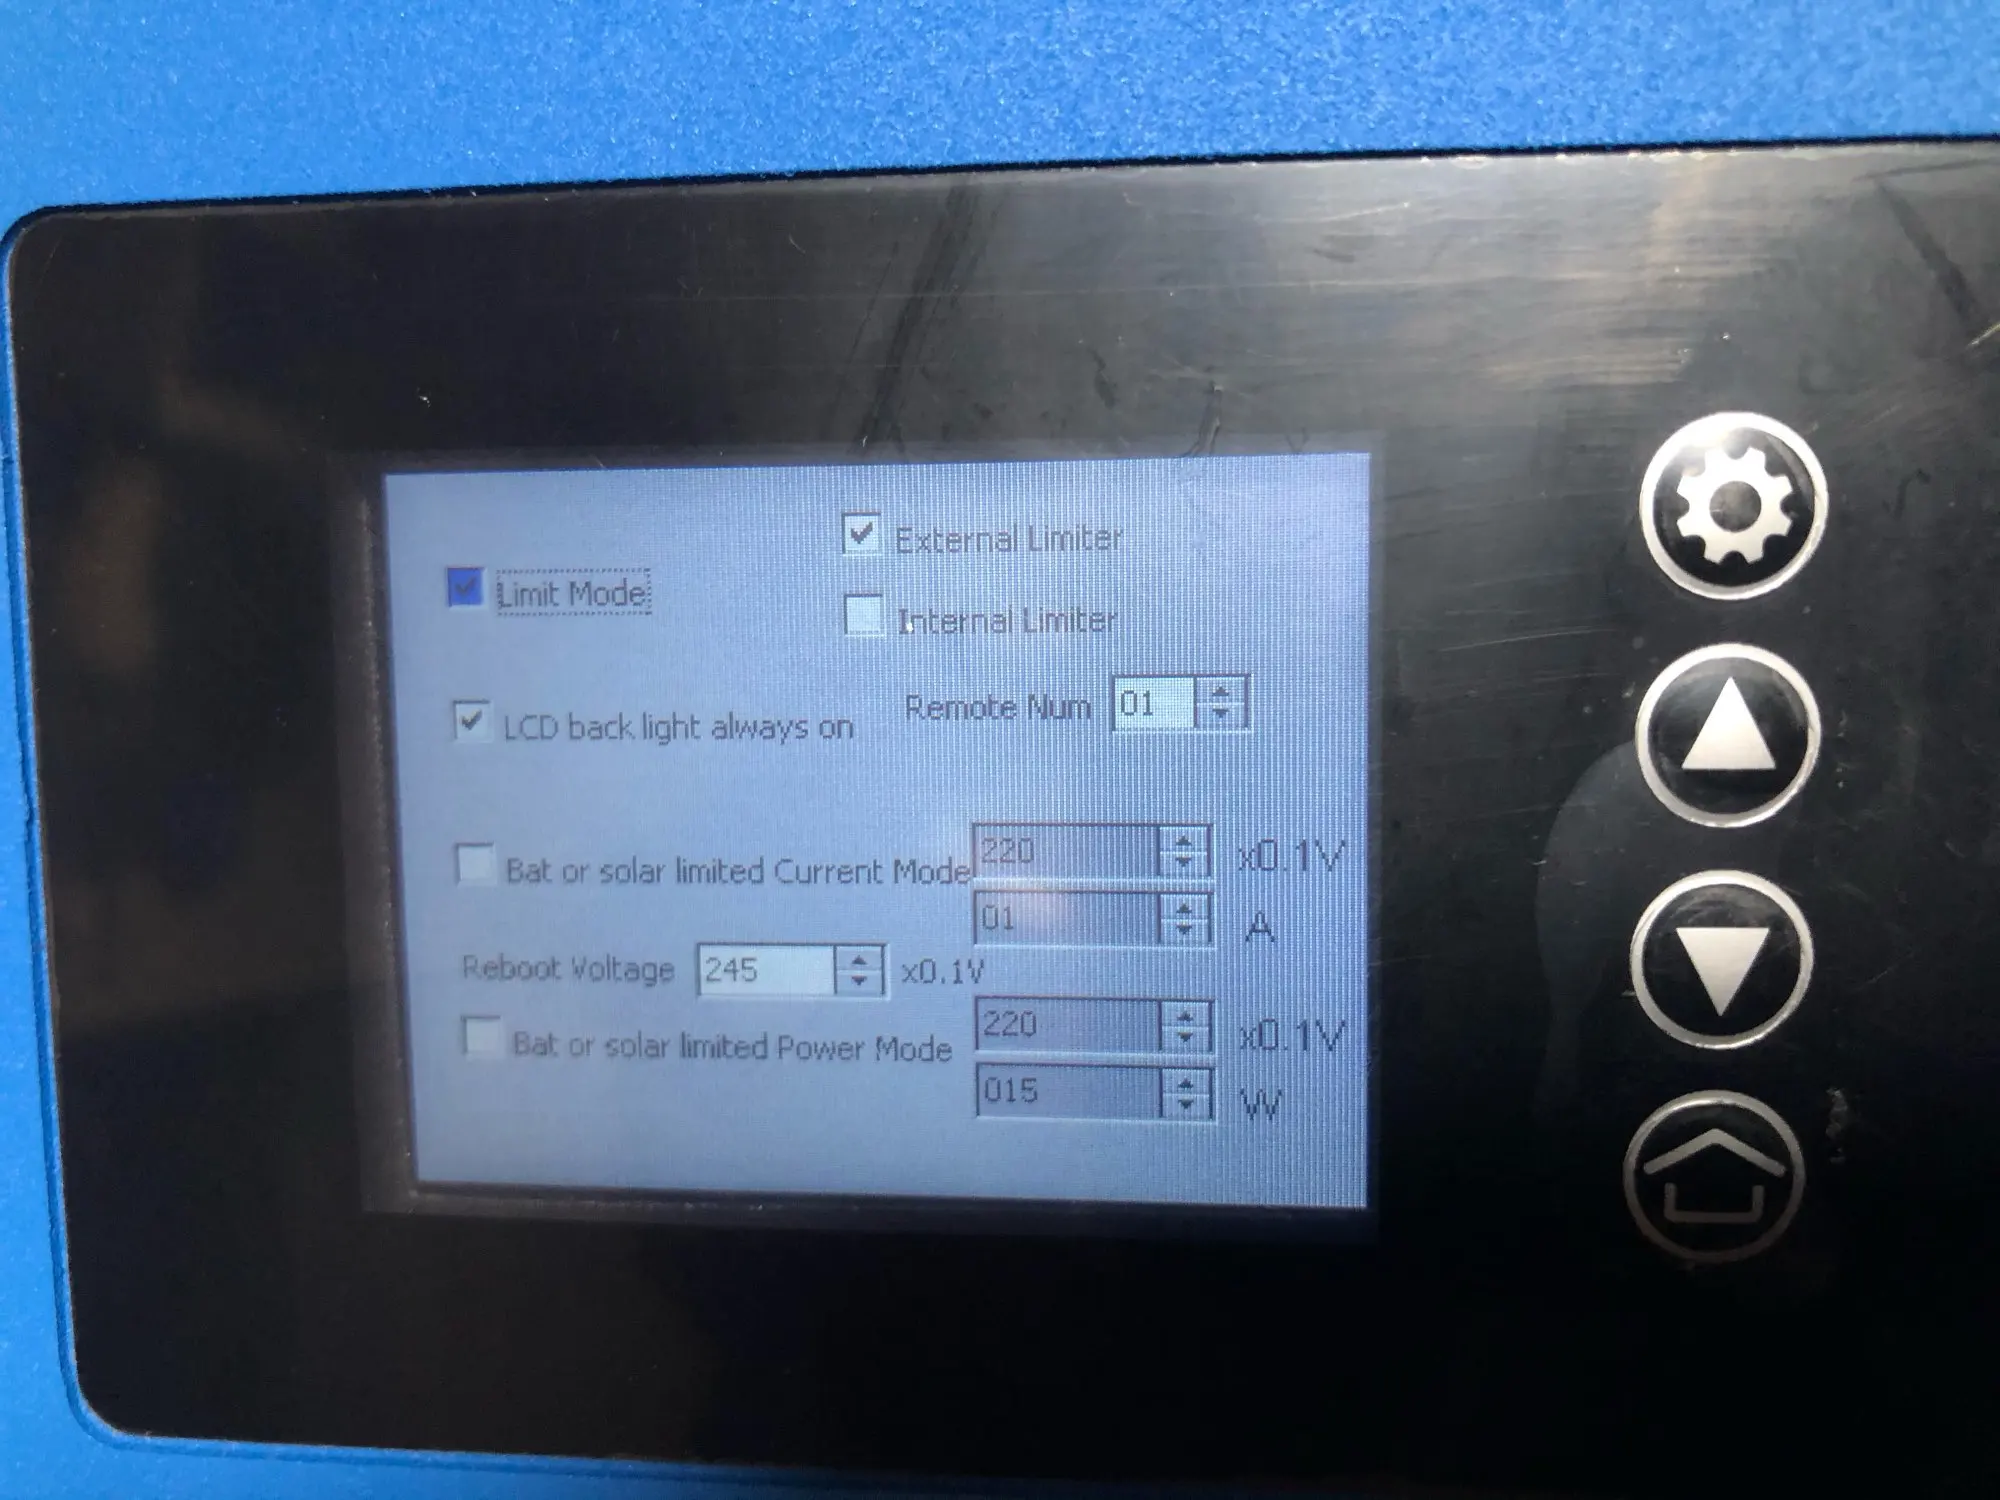 External Limiter
Limit Mode
Internal Limiter
Remote Num 01
LCD back light always on
220 x0.1V
Bat or solar limited Current Mode
01 A
Reboot Voltage 245 x0.1V
220 x0.1V
Bat or solar limited Power Mode
015 W